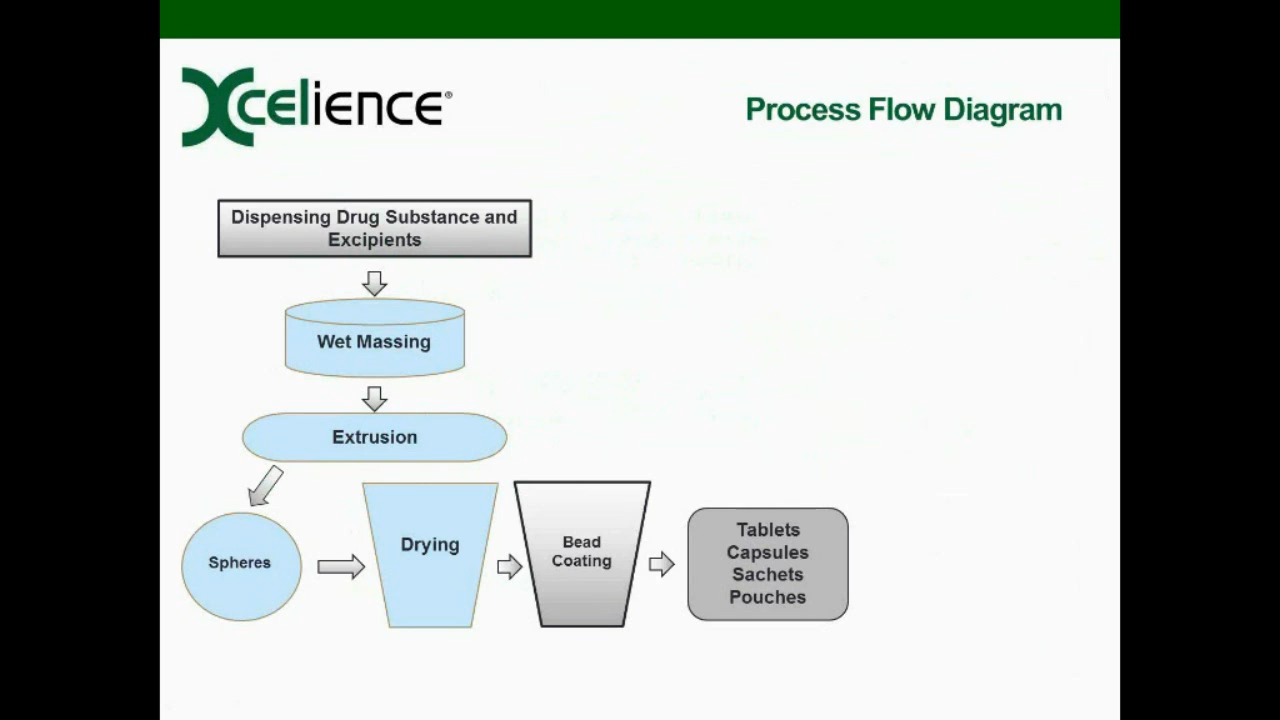 Xcelience®
Process Flow Diagram
Dispensing Drug Substance and
Excipients
Wet Massing
Extrusion
Spheres
Drying
Bead
Coating
Tablets
Capsules
Sachets
Pouches